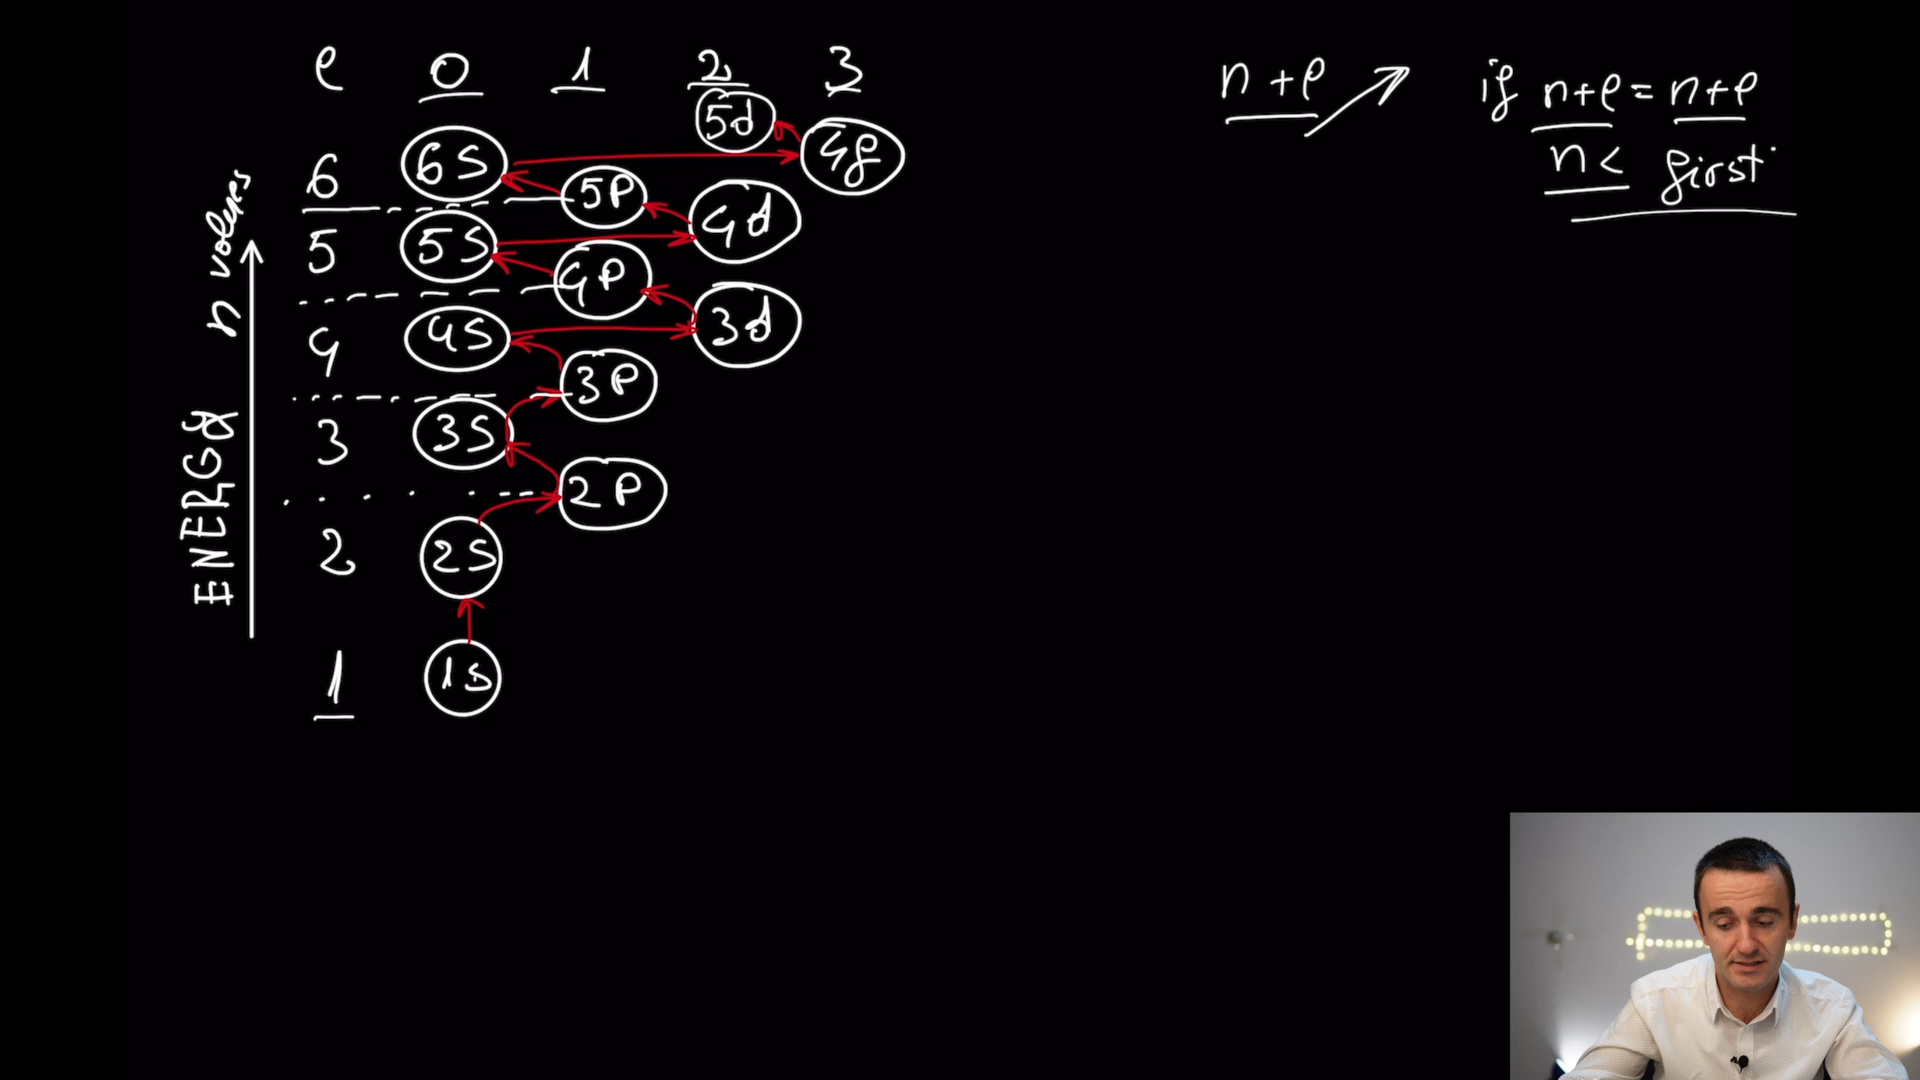 ℓ 0 1 2 3
5d
6 6S 4f
5P
5 5S 4d
4P
4 4S 3d
3P
3 3S
2P
2 2S
1 1S
ENERGY n values
n+ℓ
if n+ℓ = n+ℓ
n< first